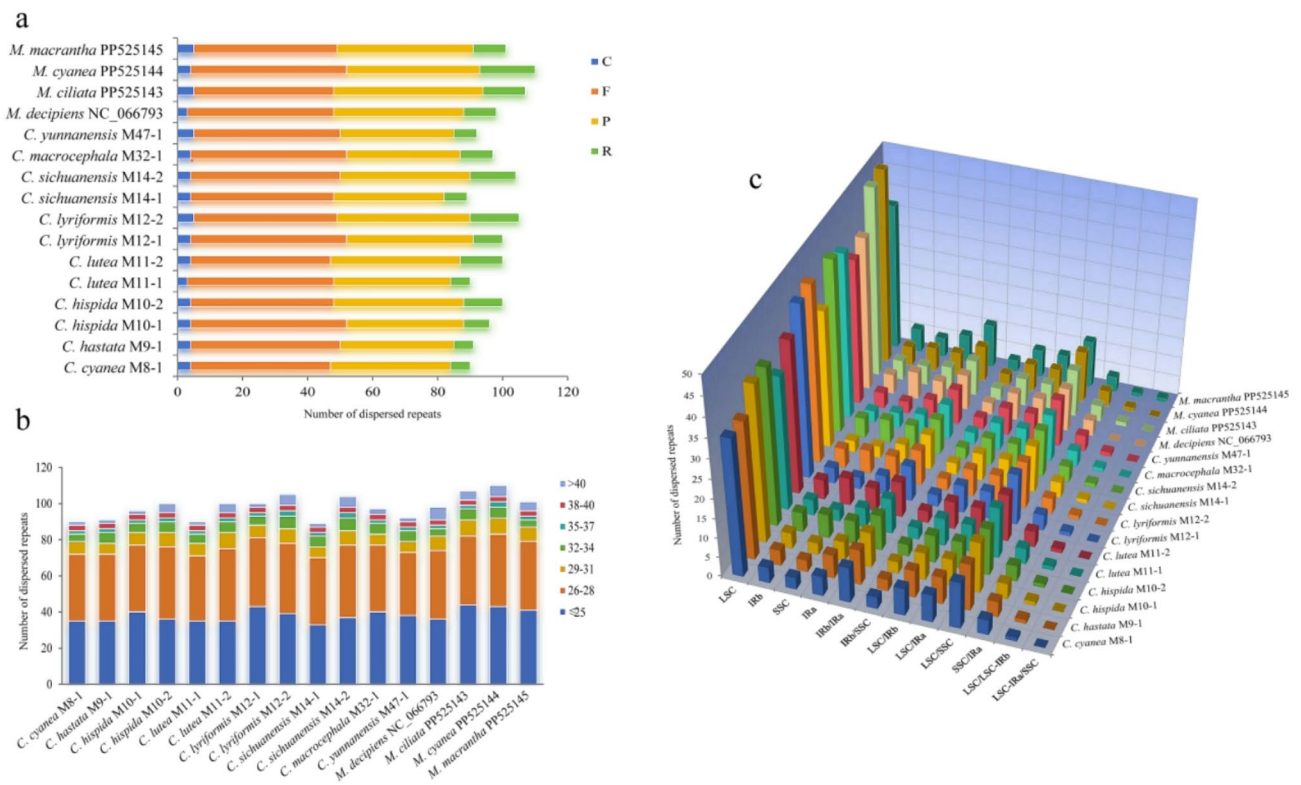 a
M. macrantha PP525145
M. cyanea PP525144
M. ciliata PP525143
M. decipiens NC_066793
C. yunnanensis M47-1
C. macrocephala M32-1
C. sichuanensis M14-2
C. sichuanensis M14-1
C. lyriformis M12-2
C. lyriformis M12-1
C. lutea M11-2
C. lutea M11-1
C. hispida M10-2
C. hispida M10-1
C. hastata M9-1
C. cyanea M8-1
0 20 40 60 80 100 120
Number of dispersed repeats
C
F
P
R
b
Number of dispersed repeats
120
100
80
60
40
20
0
>40
38-40
35-37
32-34
29-31
26-28
≤25
C. cyanea M8-1
C. hastata M9-1
C. hispida M10-1
C. hispida M10-2
C. lutea M11-1
C. lutea M11-2
C. lyriformis M12-1
C. lyriformis M12-2
C. sichuanensis M14-1
C. sichuanensis M14-2
C. macrocephala M32-1
C. yunnanensis M47-1
M. decipiens NC_066793
M. ciliata PP525143
M. cyanea PP525144
M. macrantha PP525145
c
Number of dispersed repeats
50
45
40
35
30
25
20
15
10
5
0
LSC
IRb
SSC
IRa
IRb/IRa
IRb/SSC
LSC/IRb
LSC/IRa
LSC/SSC
SSC/IRa
LSC/LSC-IRb
LSC-IRa/SSC
M. macrantha PP525145
M. cyanea PP525144
M. ciliata PP525143
M. decipiens NC_066793
C. yunnanensis M47-1
C. macrocephala M32-1
C. sichuanensis M14-2
C. sichuanensis M14-1
C. lyriformis M12-2
C. lyriformis M12-1
C. lutea M11-2
C. lutea M11-1
C. hispida M10-2
C. hispida M10-1
C. hastata M9-1
C. cyanea M8-1